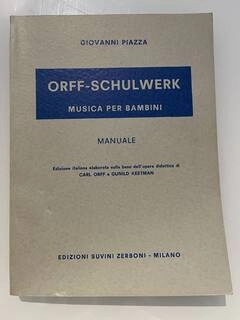 GIOVANNI PIAZZA
ORFF-SCHULWERK
MUSICA PER BAMBINI
MANUALE
Edizione italiana elaborata sulla base dell'opera didattica di
CARL ORFF e GUNILD KEETMAN
EDIZIONI SUVINI ZERBONI - MILANO